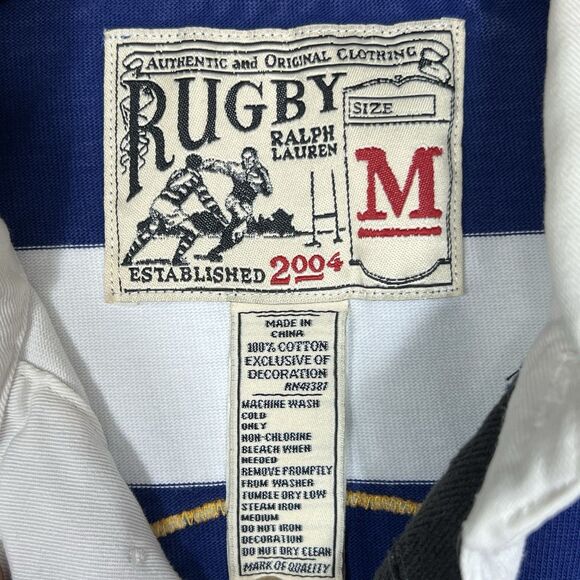 AUTHENTIC and ORIGINAL CLOTHING
RUGBY
RALPH
LAUREN
SIZE
M
ESTABLISHED 2004
MADE IN
CHINA
100% COTTON
EXCLUSIVE OF
DECORATION
RN41381
MACHINE WASH
COLD
ONLY
NON-CHLORINE
BLEACH WHEN
NEEDED
REMOVE PROMPTLY
FROM WASHER
TUMBLE DRY LOW
STEAM IRON
MEDIUM
DO NOT IRON
DECORATION
DO NOT DRY CLEAN
MARK OF QUALITY